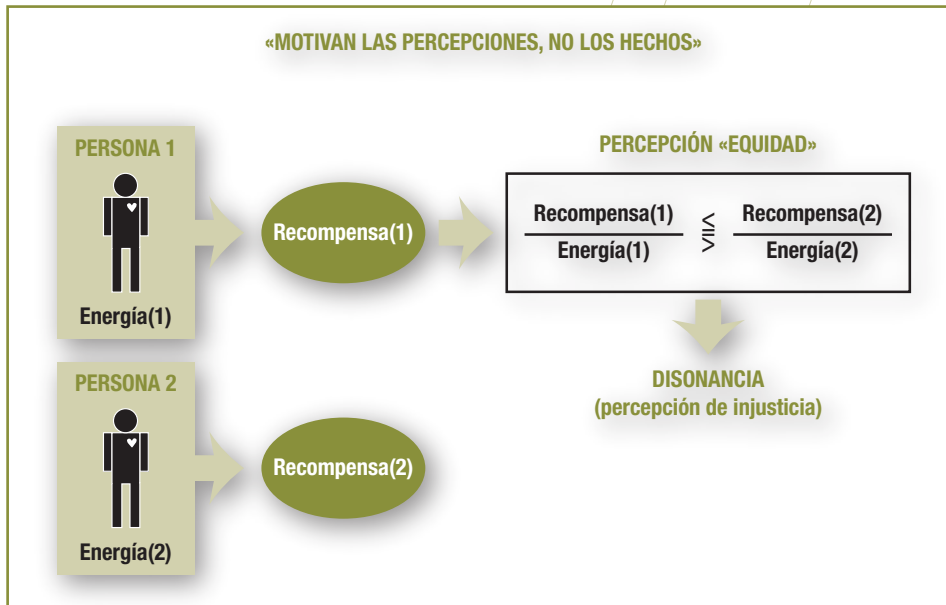 «MOTIVAN LAS PERCEPCIONES, NO LOS HECHOS»
PERSONA 1
Energía(1)
Recompensa(1)
PERCEPCIÓN «EQUIDAD»
Recompensa(1)
Energía(1)
< = >
Recompensa(2)
Energía(2)
DISONANCIA
(percepción de injusticia)
PERSONA 2
Energía(2)
Recompensa(2)